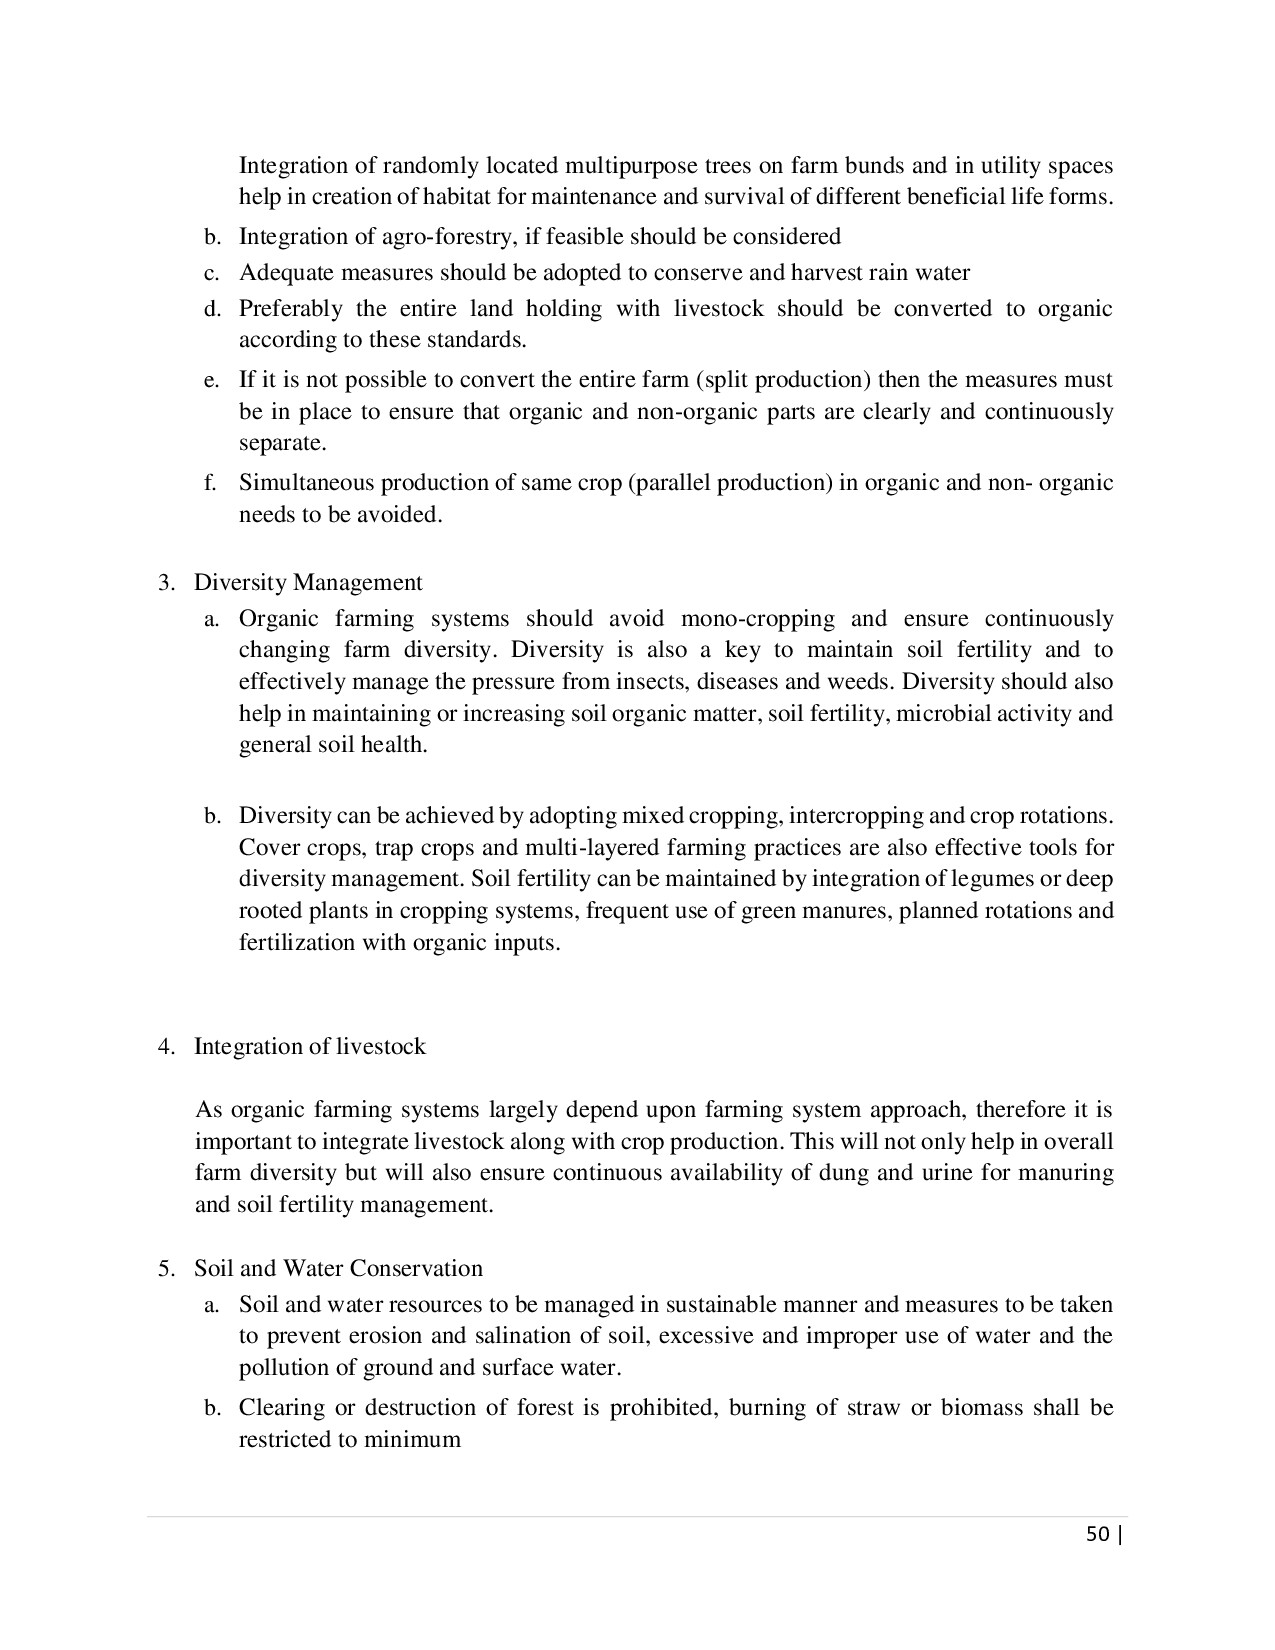 Integration of randomly located multipurpose trees on farm bunds and in utility spaces
help in creation of habitat for maintenance and survival of different beneficial life forms.
b. Integration of agro-forestry, if feasible should be considered
c. Adequate measures should be adopted to conserve and harvest rain water
d. Preferably the entire land holding with livestock should be converted to organic
according to these standards.
e. If it is not possible to convert the entire farm (split production) then the measures must
be in place to ensure that organic and non-organic parts are clearly and continuously
separate.
f. Simultaneous production of same crop (parallel production) in organic and non- organic
needs to be avoided.
3. Diversity Management
a. Organic farming systems should avoid mono-cropping and ensure continuously
changing farm diversity. Diversity is also a key to maintain soil fertility and to
effectively manage the pressure from insects, diseases and weeds. Diversity should also
help in maintaining or increasing soil organic matter, soil fertility, microbial activity and
general soil health.
b. Diversity can be achieved by adopting mixed cropping, intercropping and crop rotations.
Cover crops, trap crops and multi-layered farming practices are also effective tools for
diversity management. Soil fertility can be maintained by integration of legumes or deep
rooted plants in cropping systems, frequent use of green manures, planned rotations and
fertilization with organic inputs.
4. Integration of livestock
As organic farming systems largely depend upon farming system approach, therefore it is
important to integrate livestock along with crop production. This will not only help in overall
farm diversity but will also ensure continuous availability of dung and urine for manuring
and soil fertility management.
5. Soil and Water Conservation
a. Soil and water resources to be managed in sustainable manner and measures to be taken
to prevent erosion and salination of soil, excessive and improper use of water and the
pollution of ground and surface water.
b. Clearing or destruction of forest is prohibited, burning of straw or biomass shall be
restricted to minimum
50 |